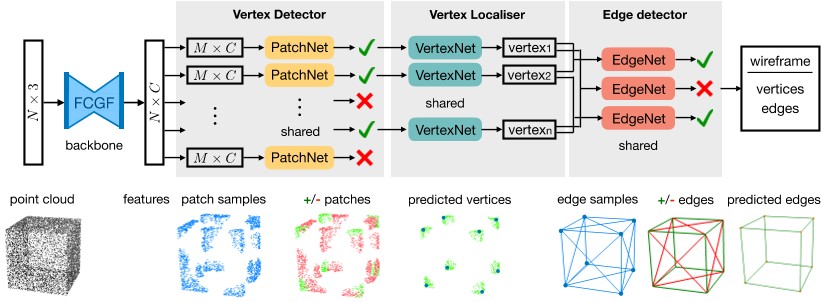 Vertex Detector
Vertex Localiser
Edge detector
N × 3
FCGF
backbone
N × C
M × C
PatchNet
M × C
PatchNet
shared
M × C
PatchNet
VertexNet
vertex1
VertexNet
vertex2
shared
VertexNet
vertexn
EdgeNet
EdgeNet
EdgeNet
shared
wireframe
vertices
edges
point cloud
features
patch samples
+/- patches
predicted vertices
edge samples
+/- edges
predicted edges